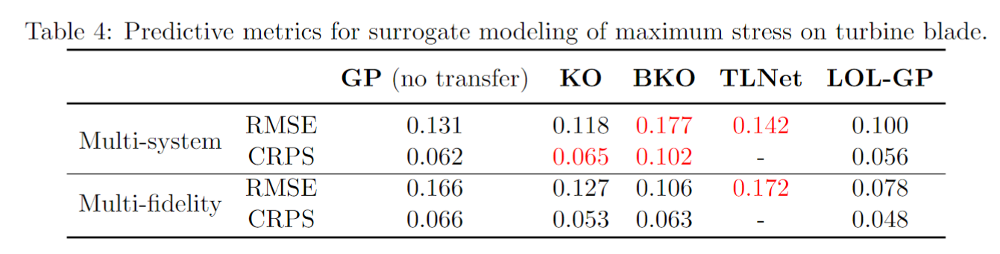 Table 4: Predictive metrics for surrogate modeling of maximum stress on turbine blade.
GP (no transfer) KO BKO TLNet LOL-GP
Multi-system RMSE 0.131 0.118 0.177 0.142 0.100
CRPS 0.062 0.065 0.102 - 0.056
Multi-fidelity RMSE 0.166 0.127 0.106 0.172 0.078
CRPS 0.066 0.053 0.063 - 0.048